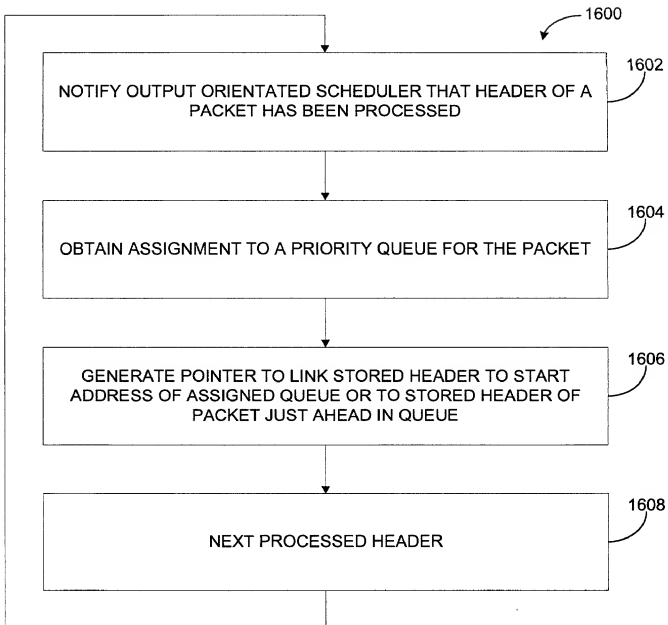 1600
1602
NOTIFY OUTPUT ORIENTATED SCHEDULER THAT HEADER OF A
PACKET HAS BEEN PROCESSED
1604
OBTAIN ASSIGNMENT TO A PRIORITY QUEUE FOR THE PACKET
1606
GENERATE POINTER TO LINK STORED HEADER TO START
ADDRESS OF ASSIGNED QUEUE OR TO STORED HEADER OF
PACKET JUST AHEAD IN QUEUE
1608
NEXT PROCESSED HEADER